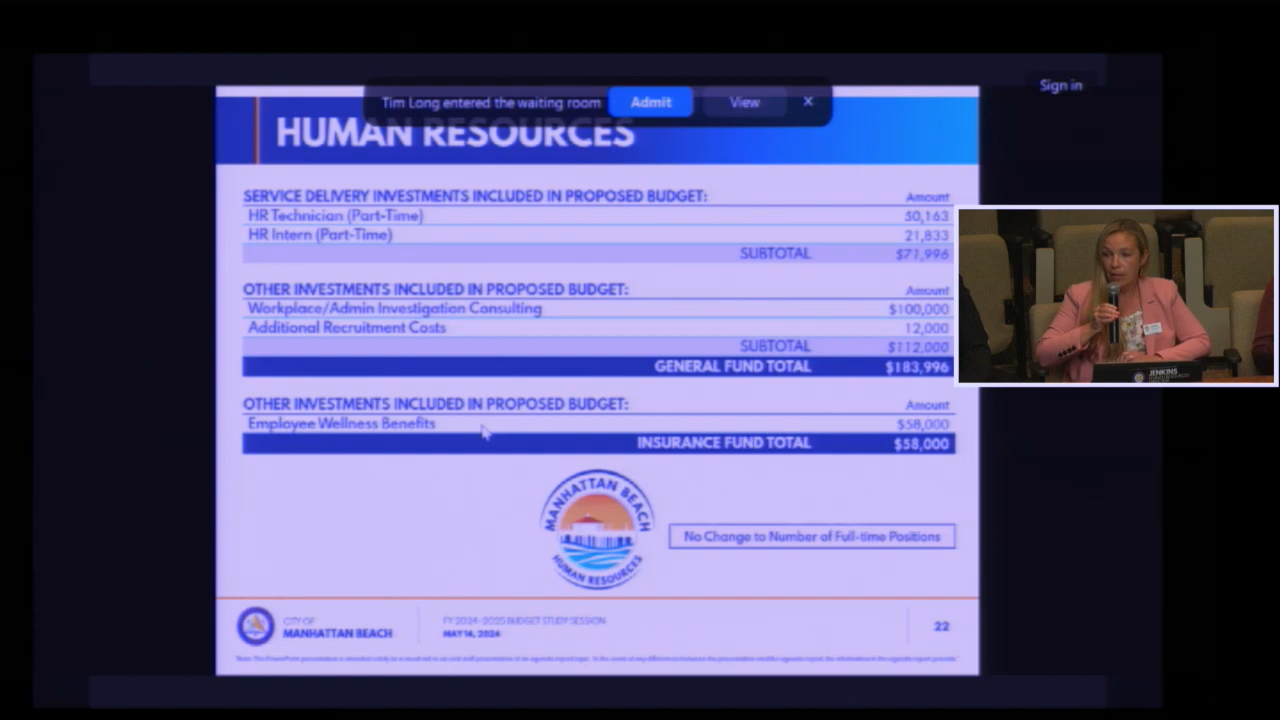 Sign in
Tim Long entered the waiting room Admit View X
HUMAN RESOURCES
SERVICE DELIVERY INVESTMENTS INCLUDED IN PROPOSED BUDGET: Amount
HR Technician (Part-Time) 50,163
HR Intern (Part-Time) 21,833
SUBTOTAL $71,996
OTHER INVESTMENTS INCLUDED IN PROPOSED BUDGET: Amount
Workplace/Admin Investigation Consulting $100,000
Additional Recruitment Costs 12,000
SUBTOTAL $112,000
GENERAL FUND TOTAL $183,996
OTHER INVESTMENTS INCLUDED IN PROPOSED BUDGET: Amount
Employee Wellness Benefits $58,000
INSURANCE FUND TOTAL $58,000
MANHATTAN BEACH
HUMAN RESOURCES
No Change to Number of Full-time Positions
CITY OF
MANHATTAN BEACH
FY 2024-2025 BUDGET STUDY SESSION
MAY 14, 2024
22
JENKINS